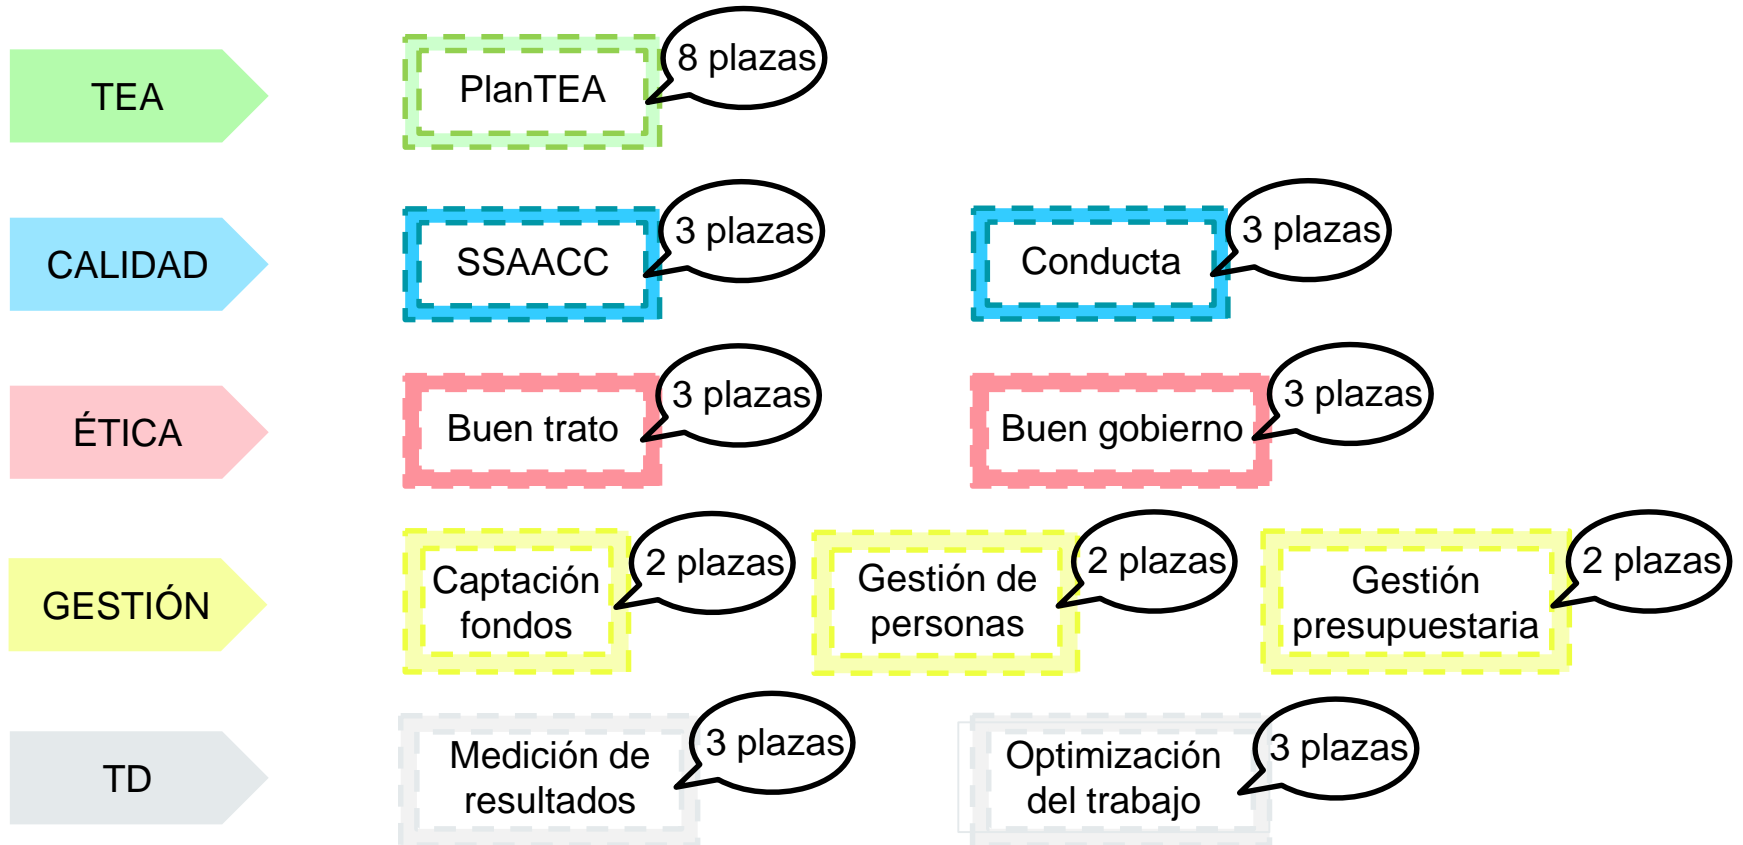 TEA
PlanTEA
8 plazas
CALIDAD
SSAACC
3 plazas
Conducta
3 plazas
ÉTICA
Buen trato
3 plazas
Buen gobierno
3 plazas
GESTIÓN
Captación
fondos
2 plazas
Gestión de
personas
2 plazas
Gestión
presupuestaria
2 plazas
TD
Medición de
resultados
3 plazas
Optimización
del trabajo
3 plazas